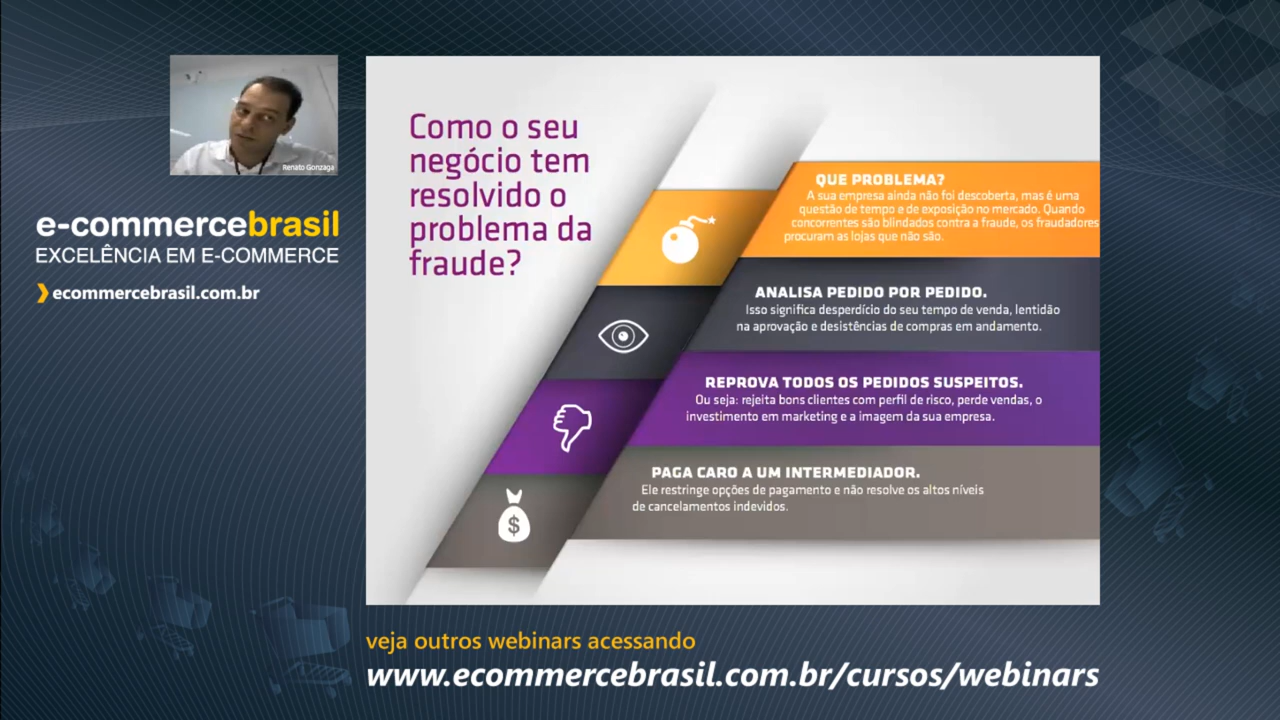 Renato Gonzaga
e-commercebrasil
EXCELÊNCIA EM E-COMMERCE
ecommercebrasil.com.br
Como o seu
negócio tem
resolvido o
problema da
fraude?
QUE PROBLEMA?
A sua empresa ainda não foi descoberta, mas é uma
questão de tempo e de exposição no mercado. Quando
concorrentes são blindados contra a fraude, os fraudadores
procuram as lojas que não são.
ANALISA PEDIDO POR PEDIDO.
Isso significa desperdício do seu tempo de venda, lentidão
na aprovação e desistências de compras em andamento.
REPROVA TODOS OS PEDIDOS SUSPEITOS.
Ou seja: rejeita bons clientes com perfil de risco, perde vendas, o
investimento em marketing e a imagem da sua empresa.
PAGA CARO A UM INTERMEDIADOR.
Ele restringe opções de pagamento e não resolve os altos níveis
de cancelamentos indevidos.
$
veja outros webinars acessando
www.ecommercebrasil.com.br/cursos/webinars